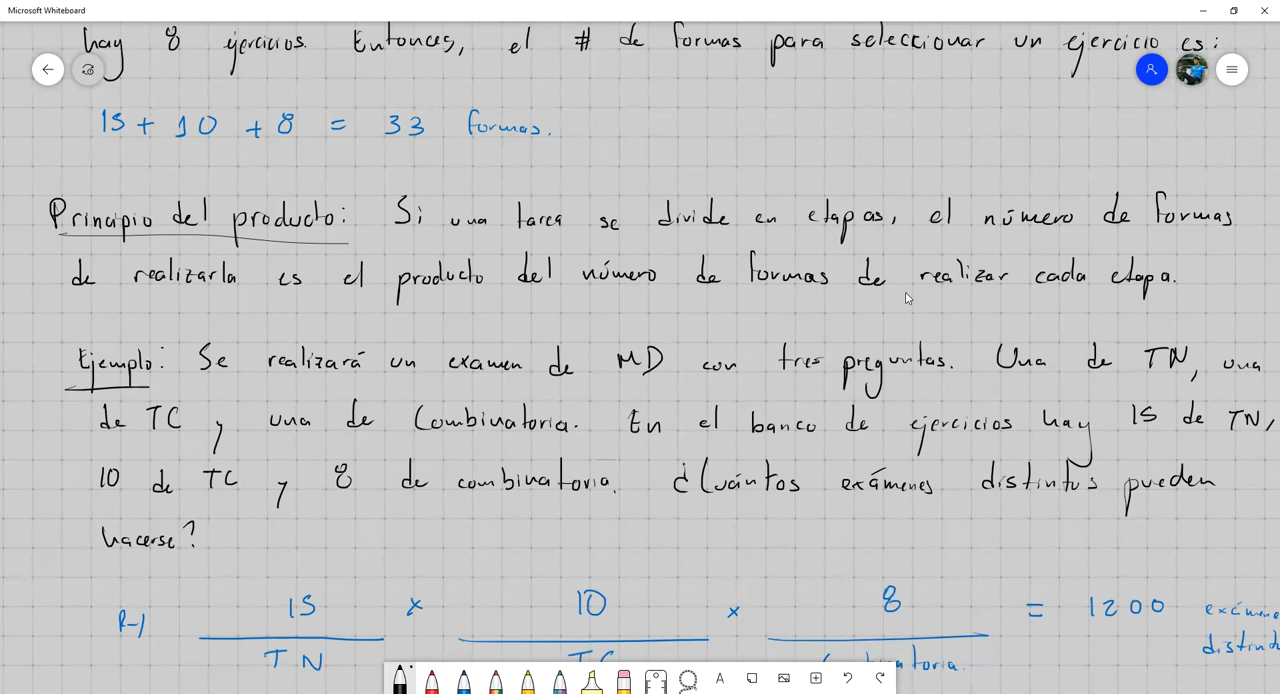 Microsoft Whiteboard
hay 8 ejercicios. Entonces, el # de formas para seleccionar un ejercicio es:
15 + 10 + 8 = 33 formas.
Principio del producto: Si una tarea se divide en etapas, el número de formas
de realizarla es el producto del número de formas de realizar cada etapa.
Ejemplo: Se realizará un examen de MD con tres preguntas. Una de TN, una
de TC y una de Combinatoria. En el banco de ejercicios hay 15 de TN,
10 de TC y 8 de combinatoria. ¿Cuántos exámenes distintos pueden
hacerse?
R-/ 15 x 10 x 8 = 1200 exámene
TN TC distint